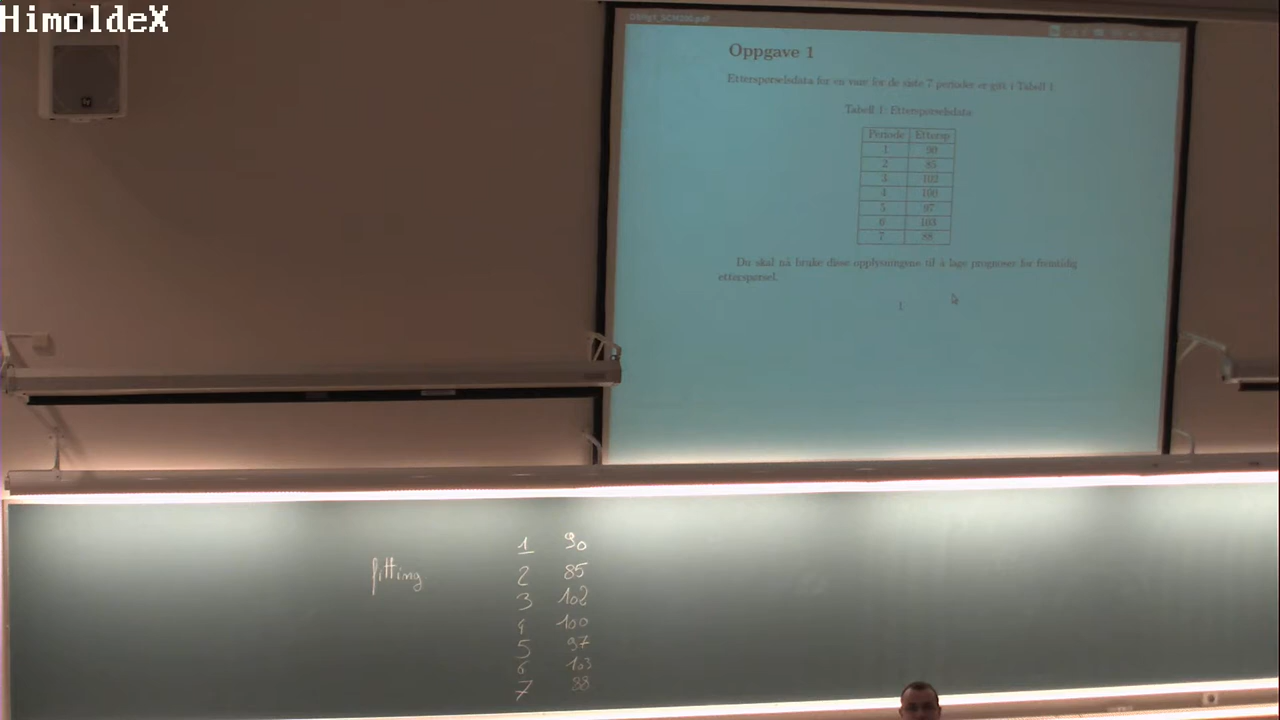 HimoldeX
Oppgave 1
Etterspørselsdata for en vare for de siste 7 perioder er gitt i Tabell 1.
Tabell 1: Etterspørselsdata
Periode Ettersp
1 90
2 85
3 102
4 100
5 97
6 103
7 88
Du skal nå bruke disse opplysningene til å lage prognoser for fremtidig
etterspørsel.
1
fitting
1 90
2 85
3 102
4 100
5 97
6 103
7 88